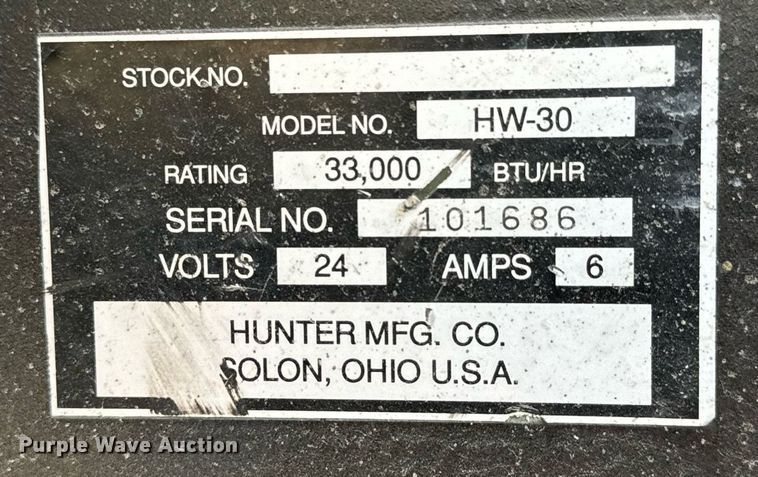 STOCK NO.
MODEL NO. HW-30
RATING 33,000 BTU/HR
SERIAL NO. 101686
VOLTS 24 AMPS 6
HUNTER MFG. CO.
SOLON, OHIO U.S.A.
Purple Wave Auction